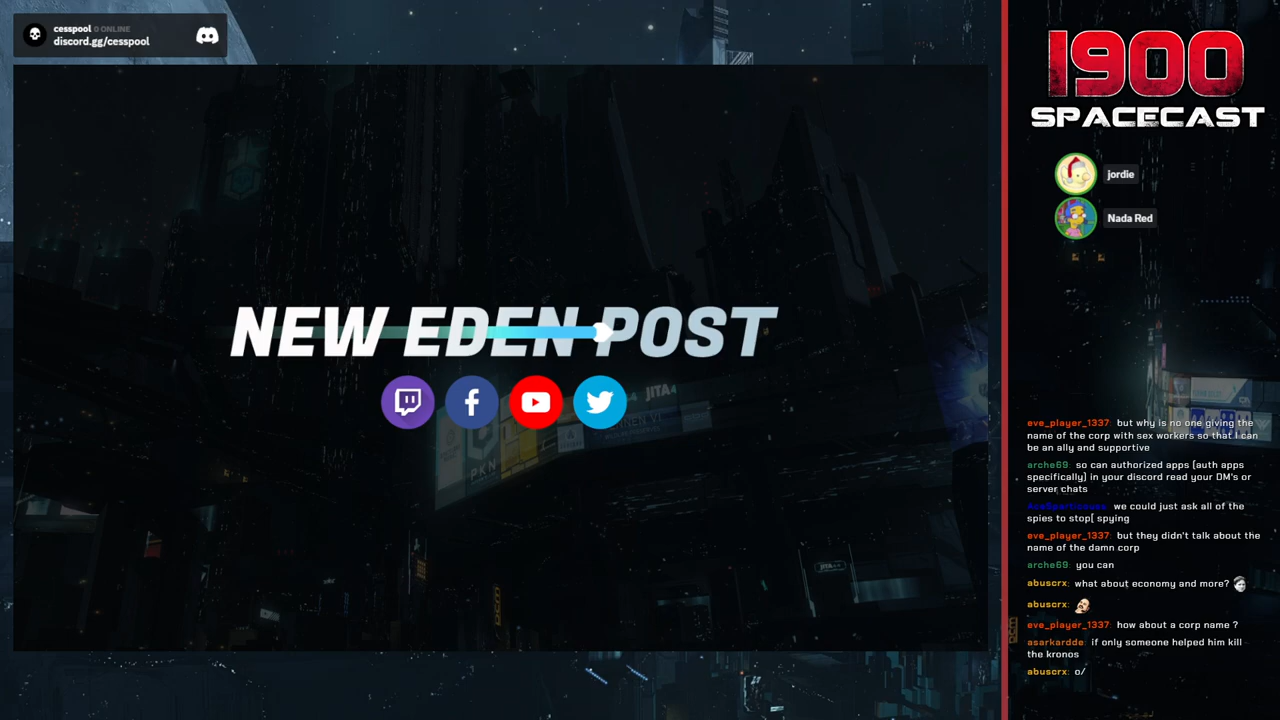 cesspool 0 ONLINE
discord.gg/cesspool
NEW EDEN POST
JITA4
PKN
JITA4
1900
SPACECAST
jordie
Nada Red
eve_player_1337: but why is no one giving the
name of the corp with sex workers so that I can
be an ally and supportive
arche69: so can authorized apps (auth apps
specifically) in your discord read your DM's or
server chats
we could just ask all of the
spies to stop[ spying
eve_player_1337: but they didn't talk about the
name of the damn corp
arche69: you can
abuscrx: what about economy and more?
abuscrx:
eve_player_1337: how about a corp name ?
asarkardde: if only someone helped him kill
the kronos
abuscrx: o/